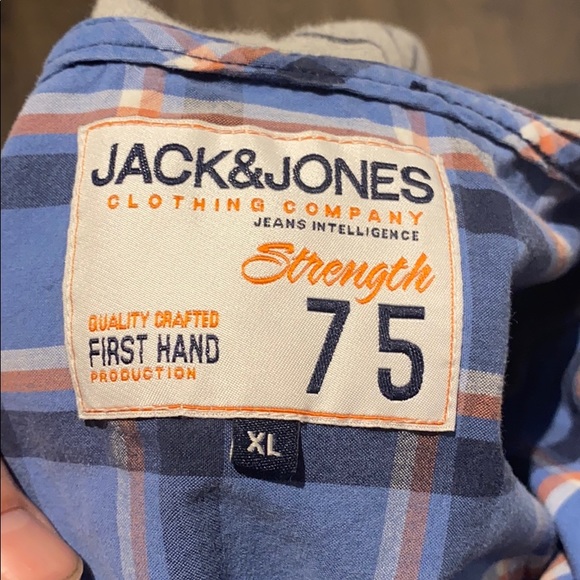 JACK&JONES
CLOTHING COMPANY
JEANS INTELLIGENCE
Strength
75
QUALITY CRAFTED
FIRST HAND
PRODUCTION
XL